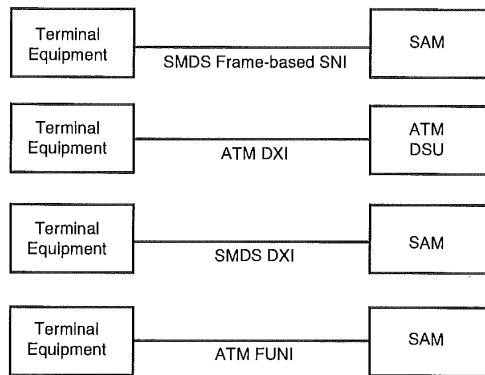 Terminal
Equipment
SMDS Frame-based SNI
SAM
Terminal
Equipment
ATM DXI
ATM
DSU
Terminal
Equipment
SMDS DXI
SAM
Terminal
Equipment
ATM FUNI
SAM